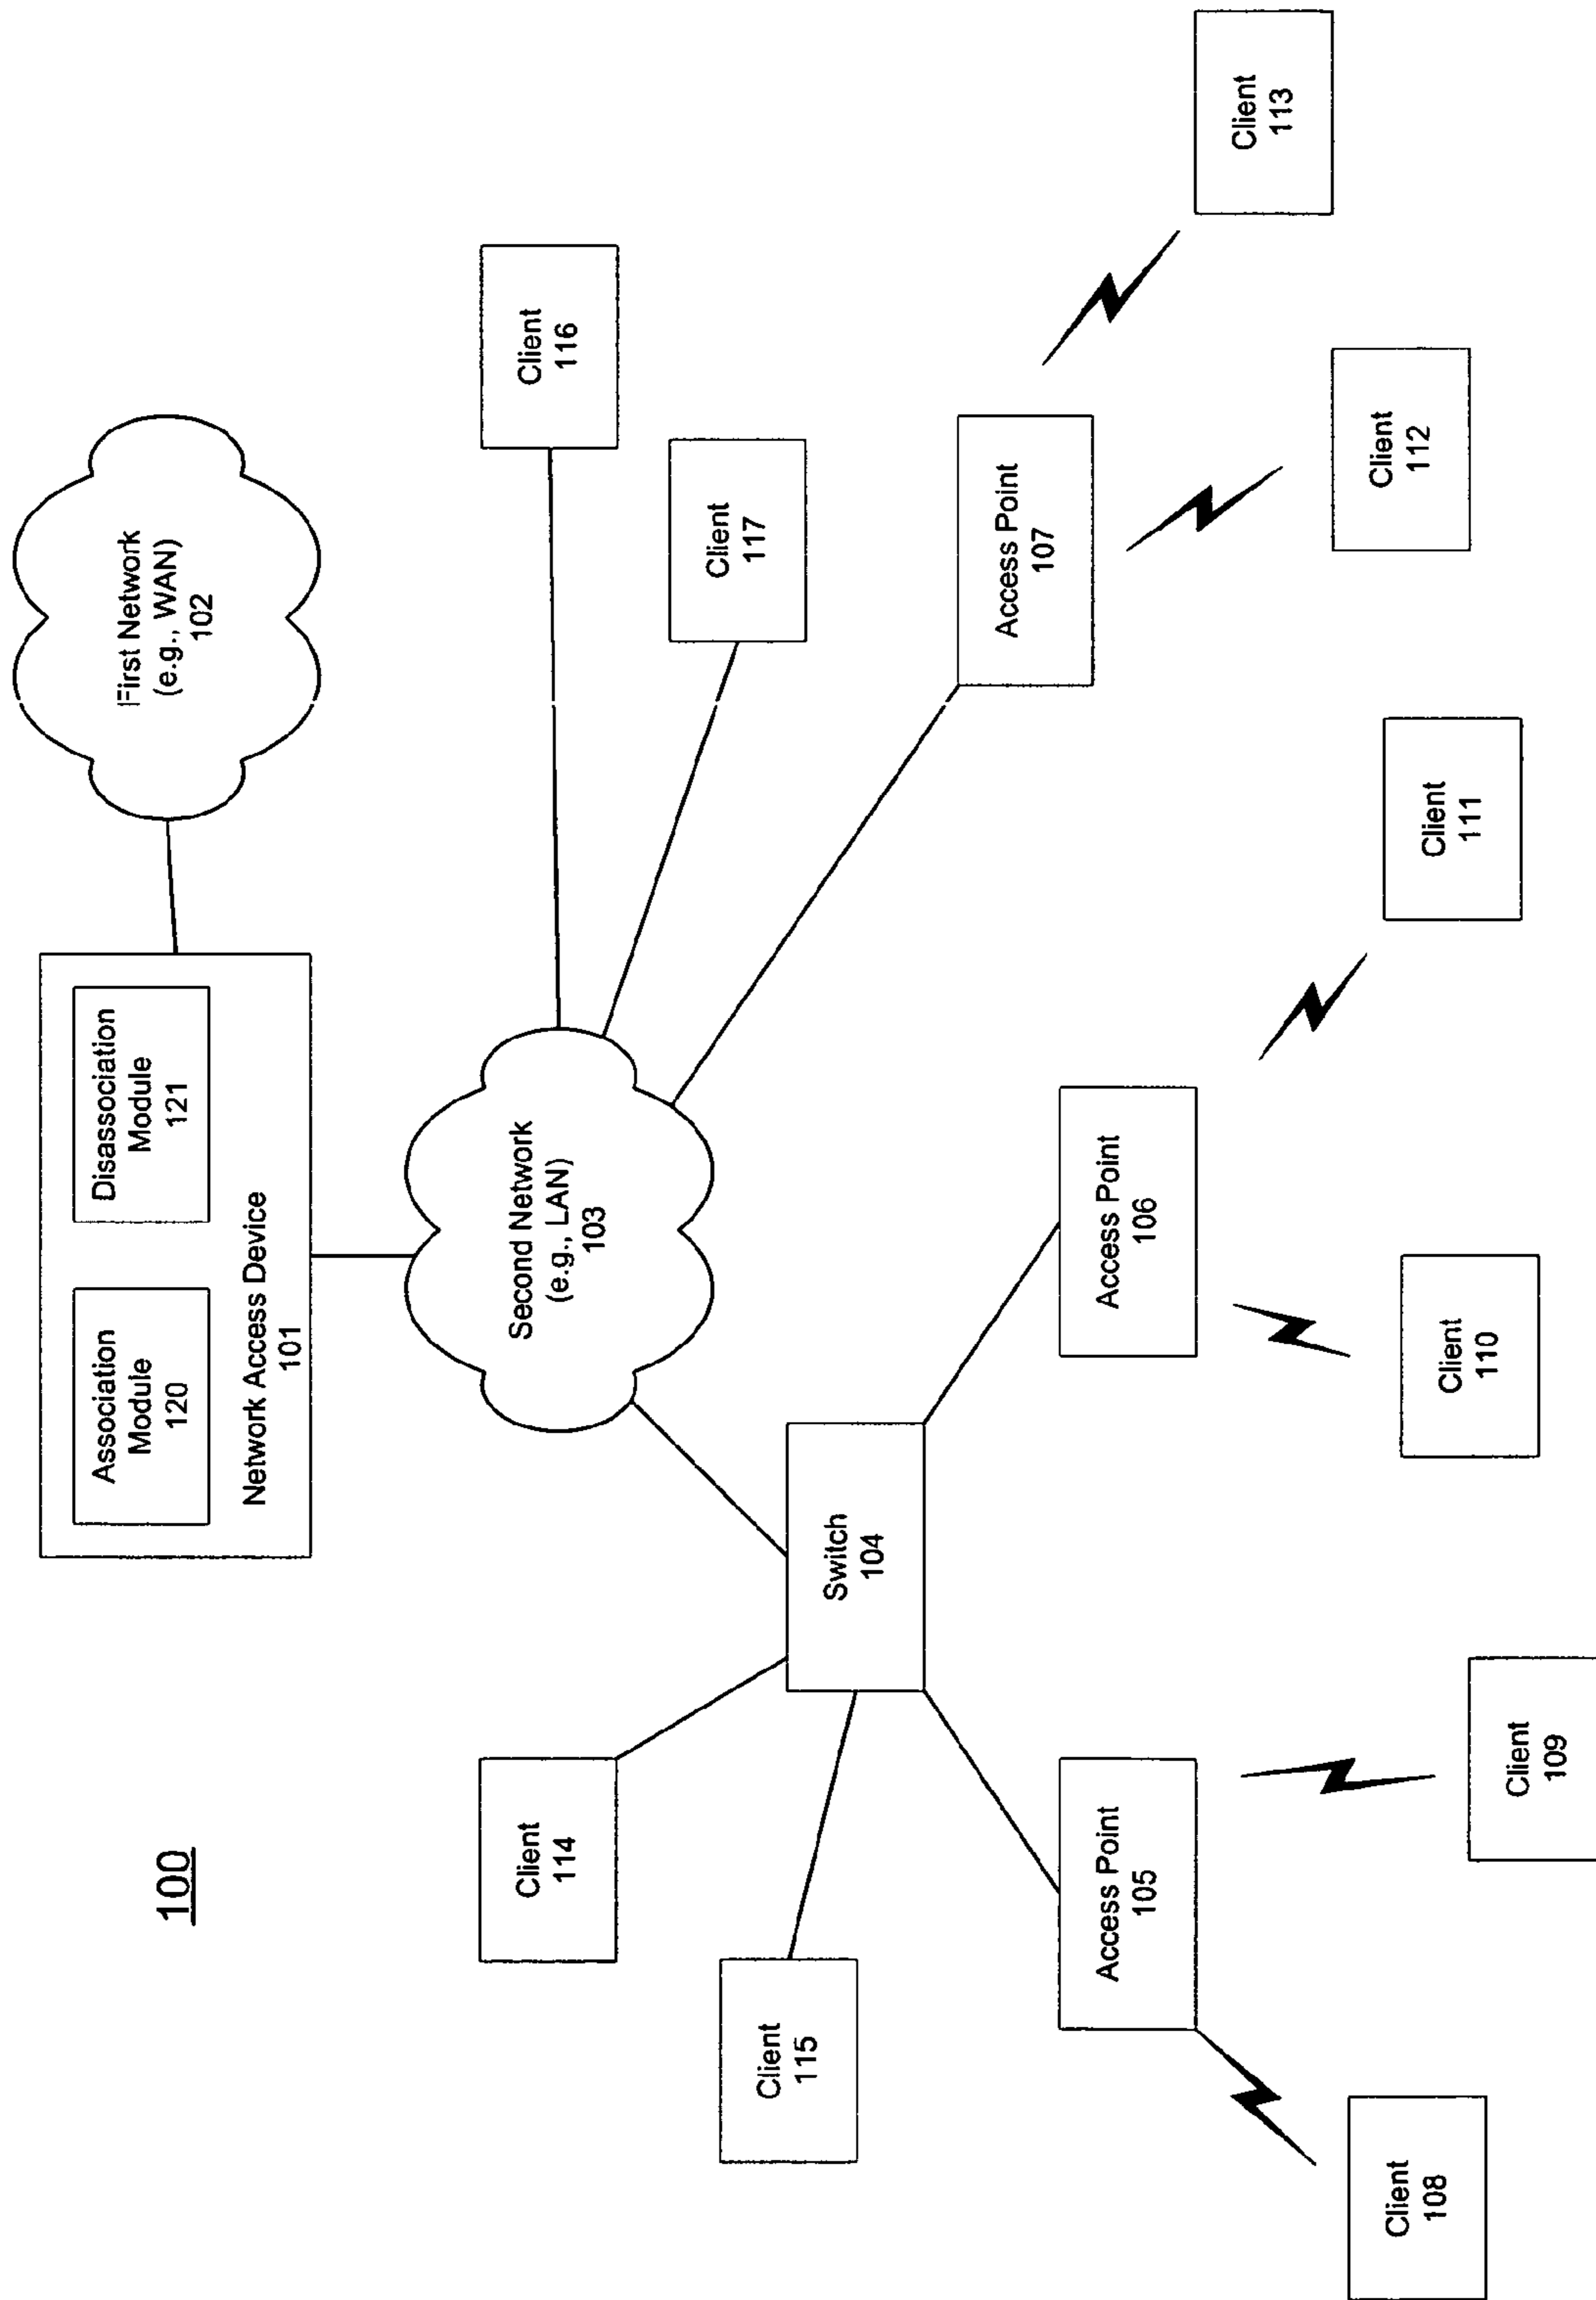 100
Association
Module
120
Disassociation
Module
121
Network Access Device
101
First Network
(e.g., WAN)
102
Second Network
(e.g., LAN)
103
Client
114
Client
115
Switch
104
Client
116
Client
117
Access Point
105
Access Point
106
Access Point
107
Client
108
Client
109
Client
110
Client
111
Client
112
Client
113